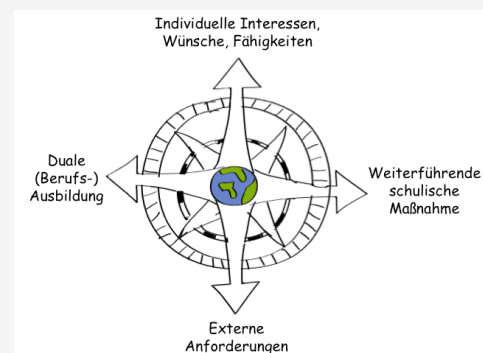 Individuelle Interessen,
Wünsche, Fähigkeiten
Duale
(Berufs-)
Ausbildung
Weiterführende
schulische
Maßnahme
Externe
Anforderungen